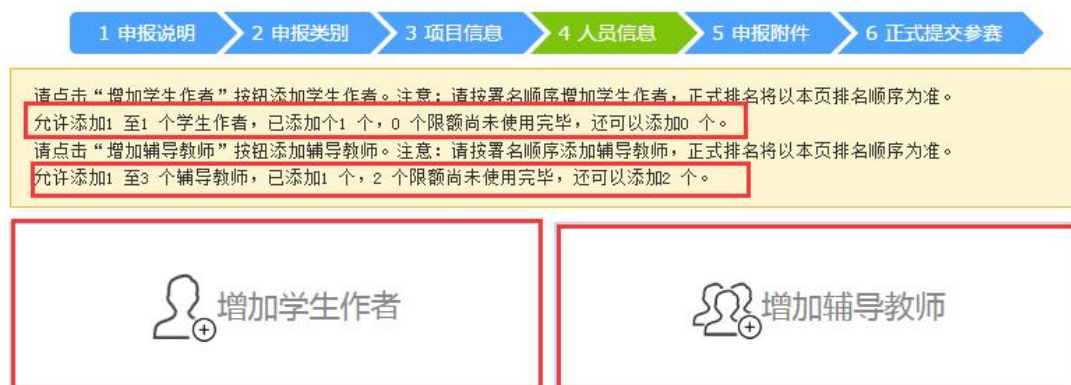 1 申报说明 2 申报类别 3 项目信息 4 人员信息 5 申报附件 6 正式提交参赛
请点击“增加学生作者”按钮添加学生作者。注意：请按署名顺序增加学生作者，正式排名将以本页排名顺序为准。
允许添加1 至1 个学生作者，已添加个1 个，0 个限额尚未使用完毕，还可以添加0 个。
请点击“增加辅导教师”按钮添加辅导教师。注意：请按署名顺序添加辅导教师，正式排名将以本页排名顺序为准。
允许添加1 至3 个辅导教师，已添加1 个，2 个限额尚未使用完毕，还可以添加2 个。
增加学生作者 增加辅导教师